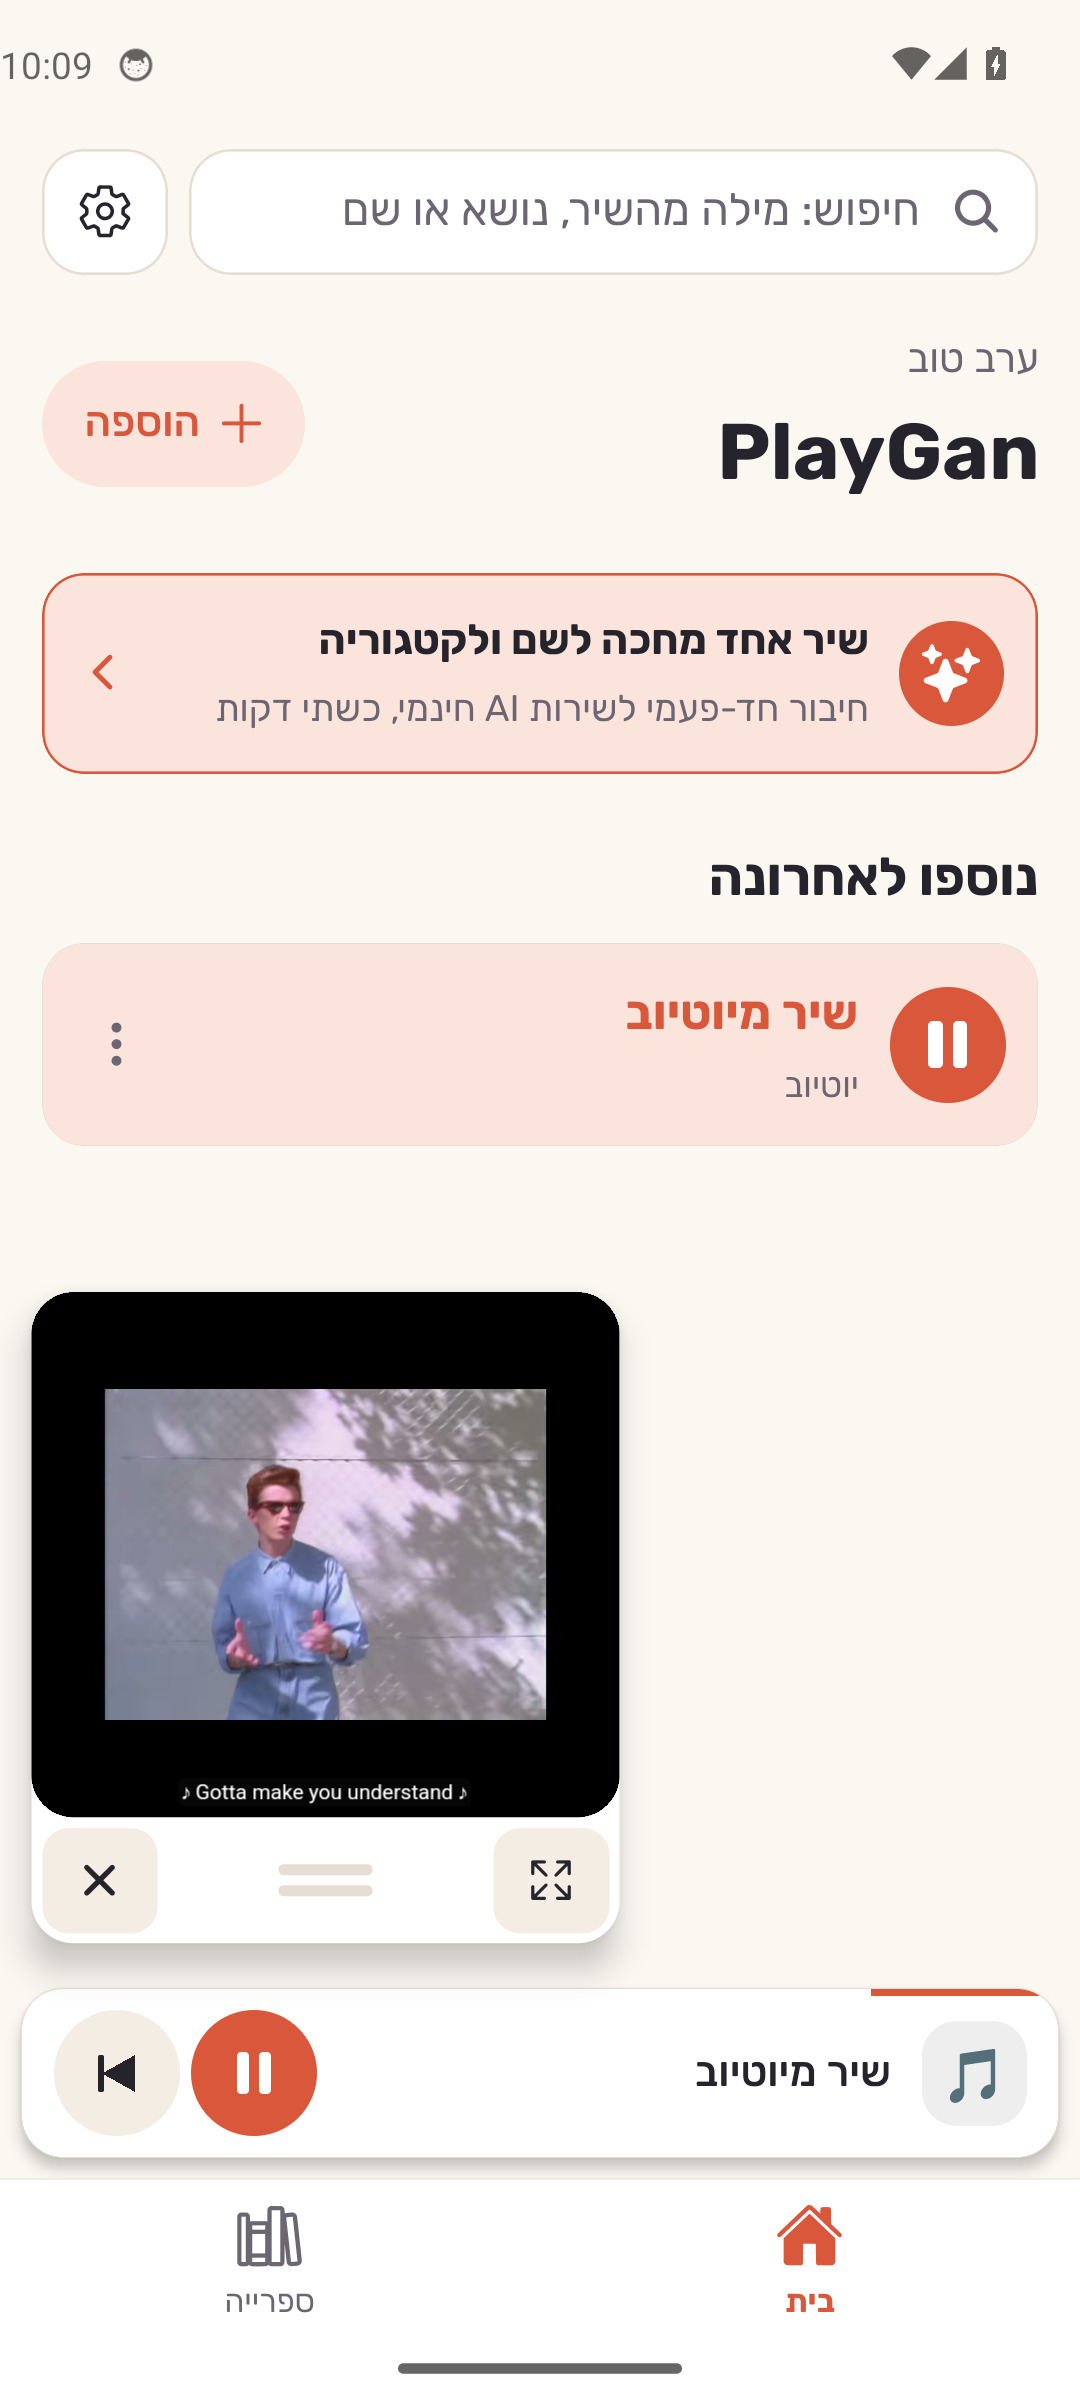 10:09
חיפוש: מילה מהשיר, נושא או שם
ערב טוב
PlayGan
הוספה
שיר אחד מחכה לשם ולקטגוריה
חיבור חד-פעמי לשירות AI חינמי, כשתי דקות
נוספו לאחרונה
שיר מיוטיוב
יוטיוב
♪ Gotta make you understand ♪
שיר מיוטיוב
בית
ספרייה